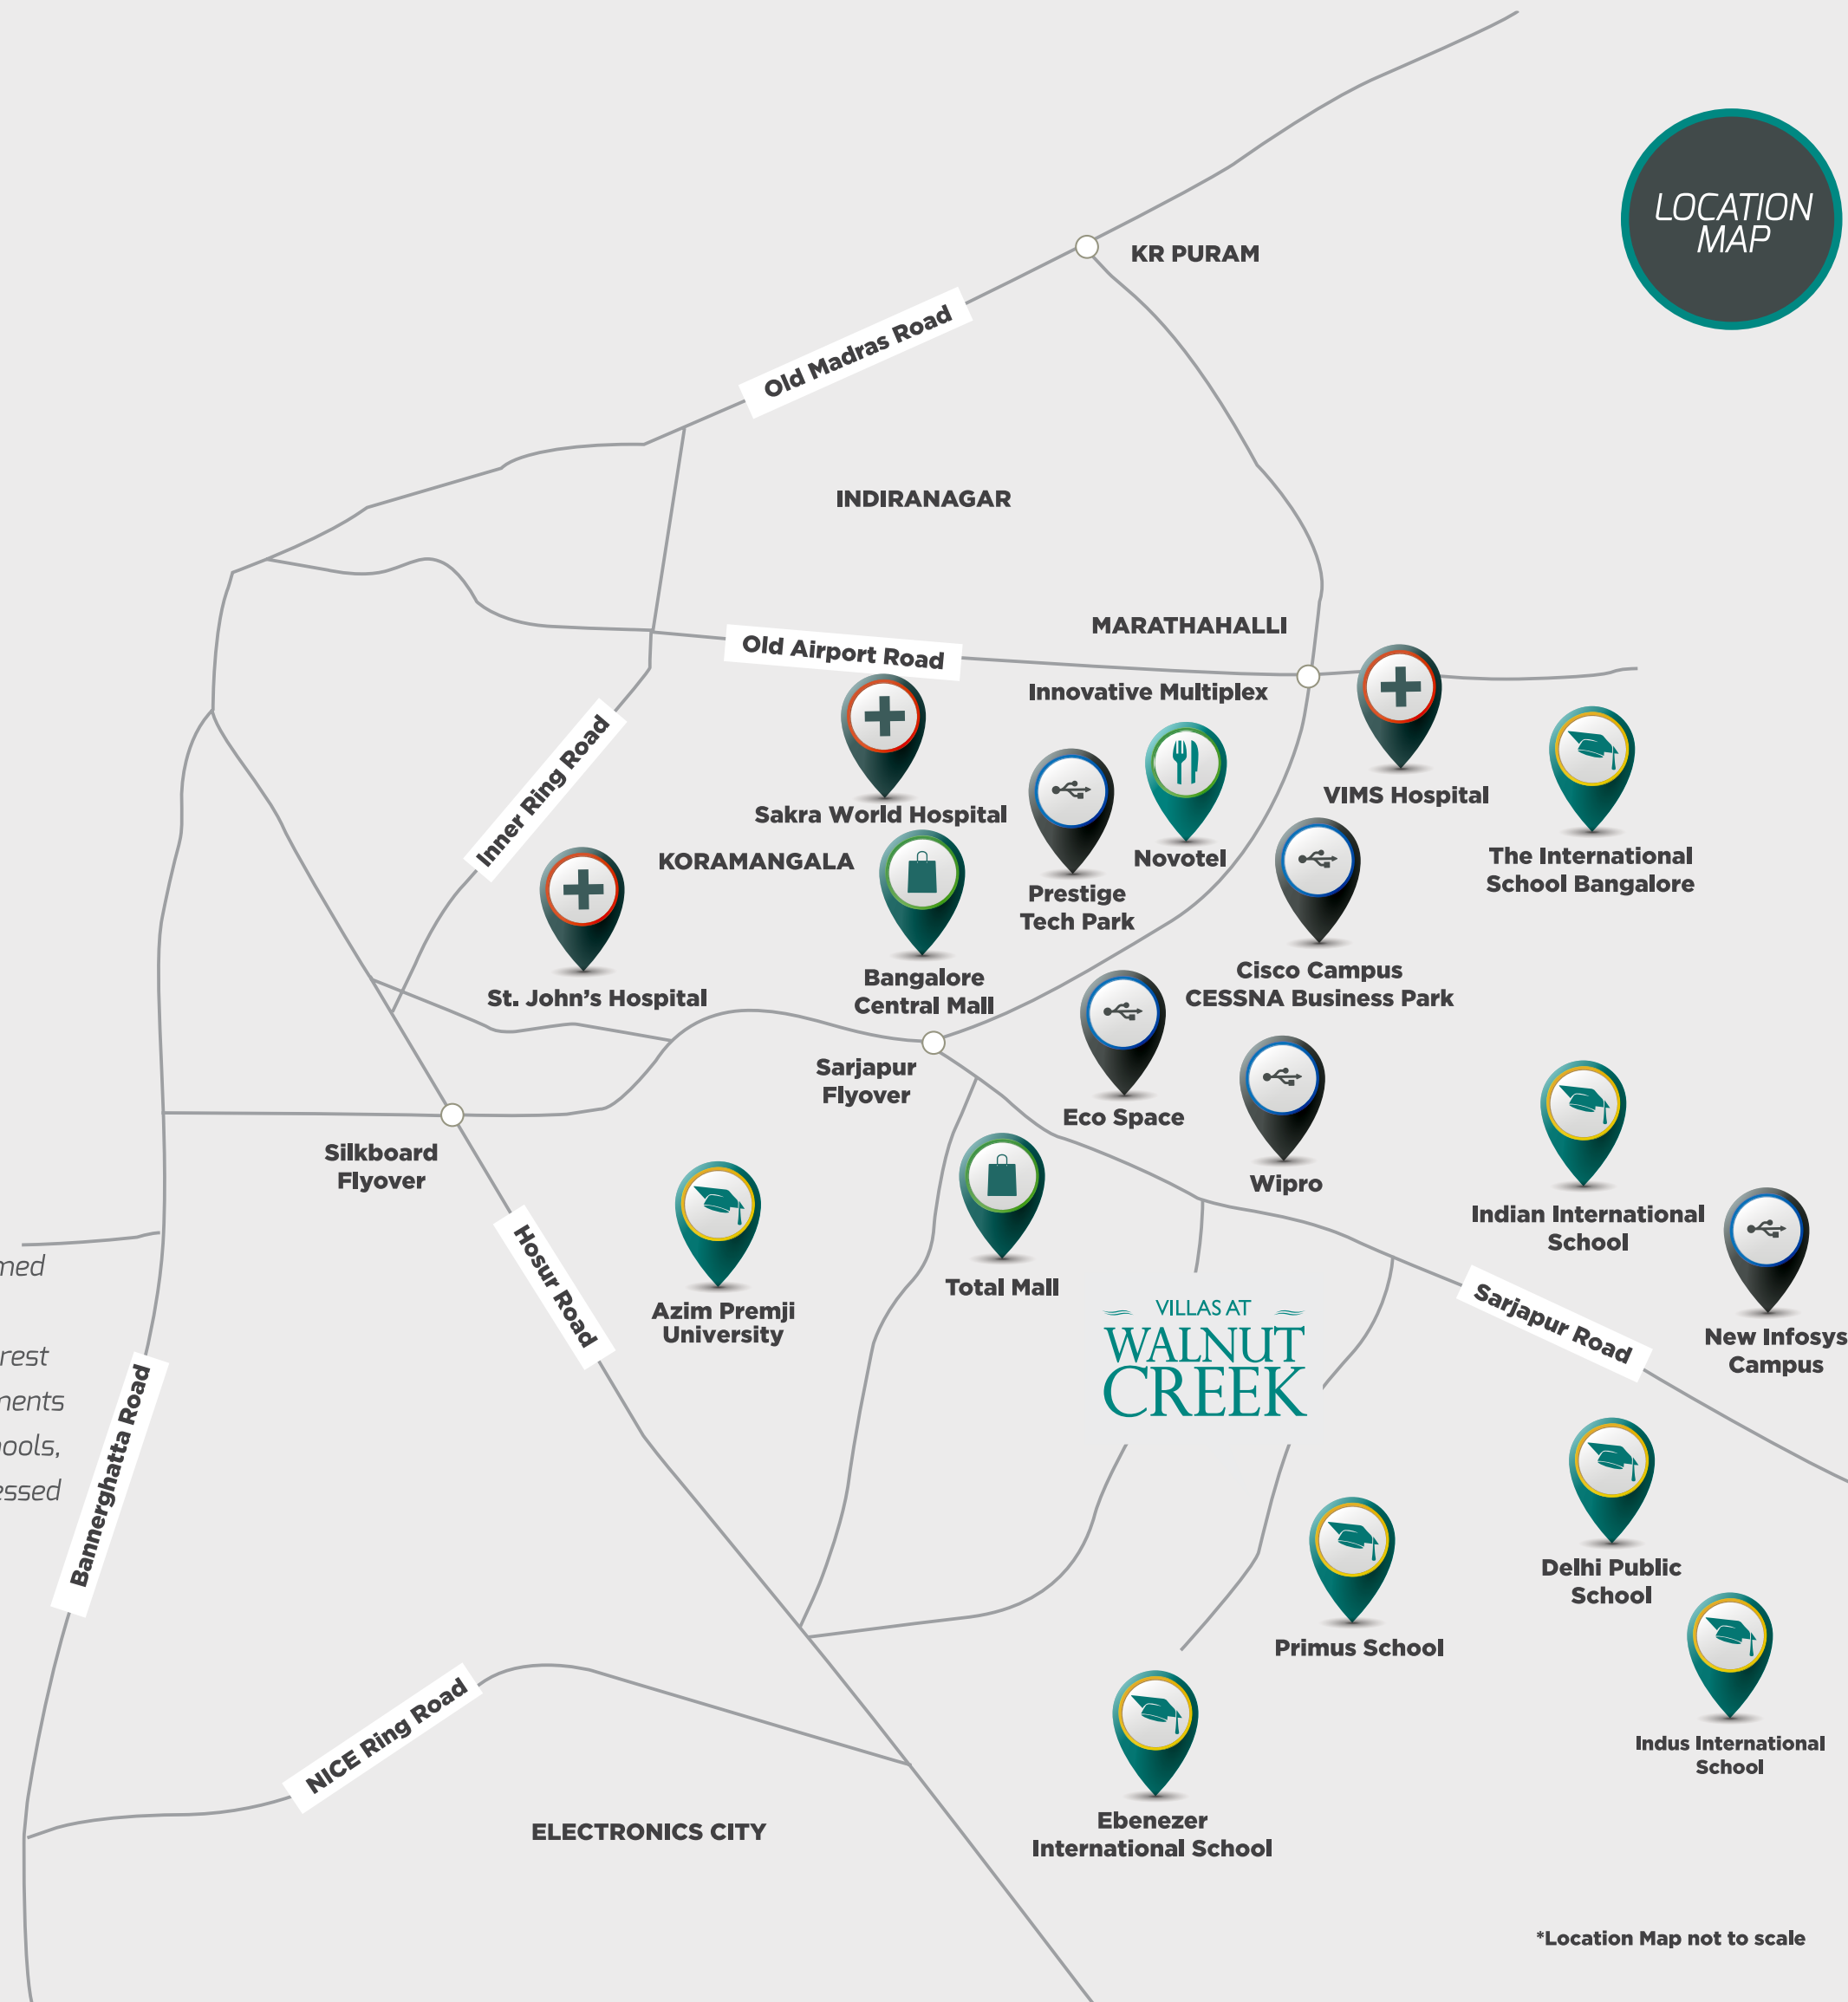 LOCATION
MAP
KR PURAM
Old Madras Road
INDIRANAGAR
MARATHAHALLI
Old Airport Road
Innovative Multiplex
Inner Ring Road
Sakra World Hospital
VIMS Hospital
KORAMANGALA
Novotel
The International
School Bangalore
Prestige
Tech Park
St. John’s Hospital
Bangalore
Central Mall
Cisco Campus
CESSNA Business Park
Sarjapur
Flyover
Eco Space
Silkboard
Flyover
Wipro
Indian International
School
Hosur Road
Total Mall
Azim Premji
University
VILLAS AT
WALNUT
CREEK
Sarjapur Road
New Infosys
Campus
med
rest
ments
ools,
essed
Bannerghatta Road
Delhi Public
School
Primus School
NICE Ring Road
Indus International
School
Ebenezer
International School
ELECTRONICS CITY
*Location Map not to scale